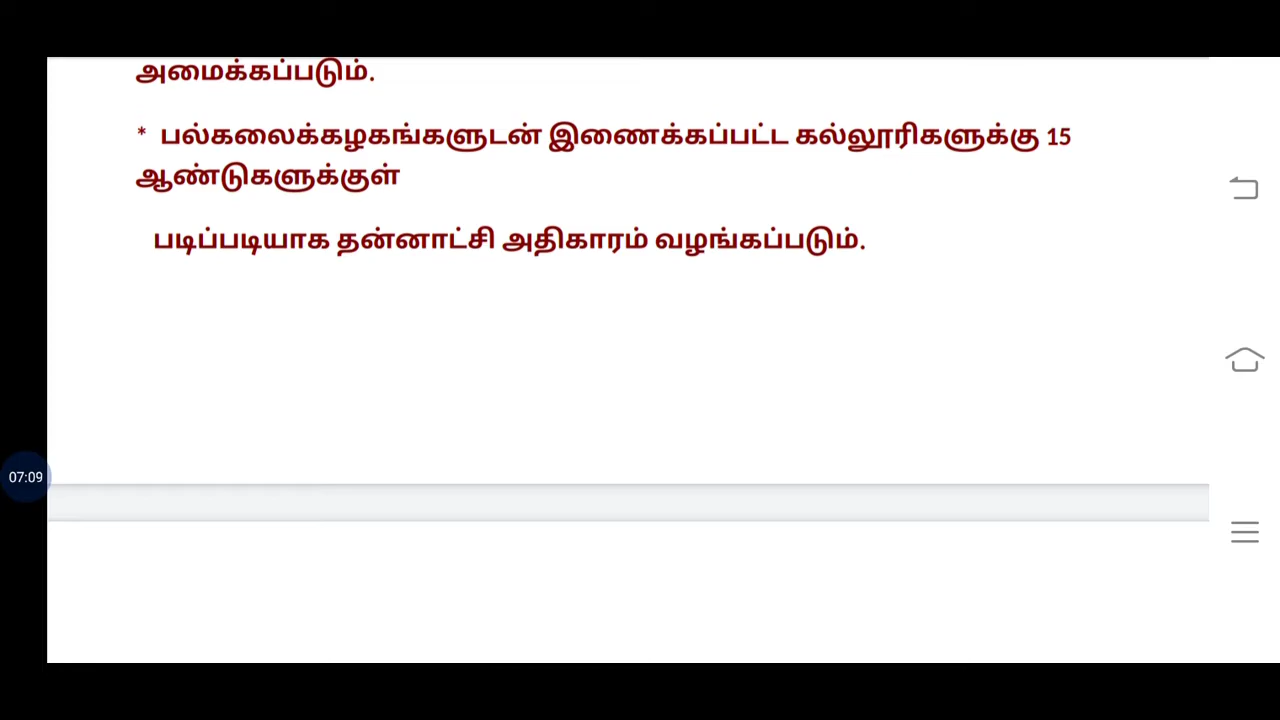 அமைக்கப்படும்.
* பல்கலைக்கழகங்களுடன் இணைக்கப்பட்ட கல்லூரிகளுக்கு 15
ஆண்டுகளுக்குள்
படிப்படியாக தன்னாட்சி அதிகாரம் வழங்கப்படும்.
07:09